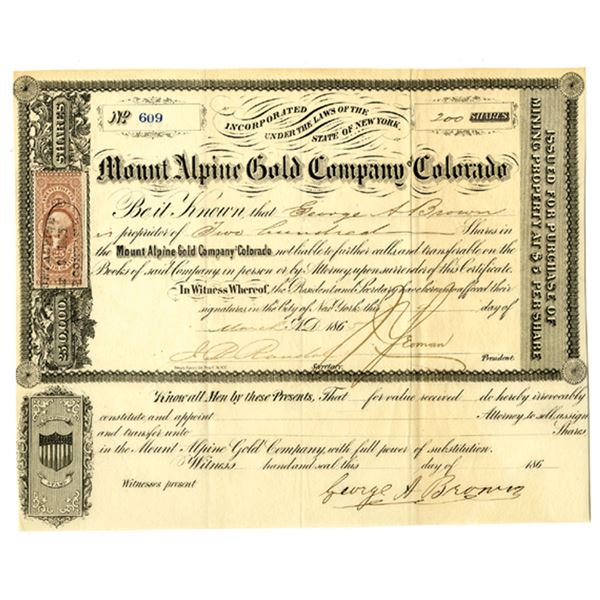 No 609
INCORPORATED
UNDER THE LAWS OF THE
STATE OF NEW YORK.
200 SHARES
Mount Alpine Gold Company of Colorado
Be it Known, that George A Brown
is proprietor of Two hundred Shares in
the Mount Alpine Gold Company of Colorado not liable to further calls, and transferable on the
Books of said Company in person or by Attorney upon surrender of this Certificate.
In Witness Whereof, the President and Secretary have hereunto affixed their
signatures, in the City of New York this day of
March A.D. 186
Yeoman
Secretary. President.
SHARES
ISSUED FOR PURCHASE OF
MINING PROPERTY AT $5 PER SHARE
Know all Men by these Presents, That for value received do hereby irrevocably
constitute and appoint Attorney to sell, assign
and transfer unto Shares
in the Mount Alpine Gold Company, with full power of substitution.
Witness hand and seal this day of 186
Witnesses present
George A Brown